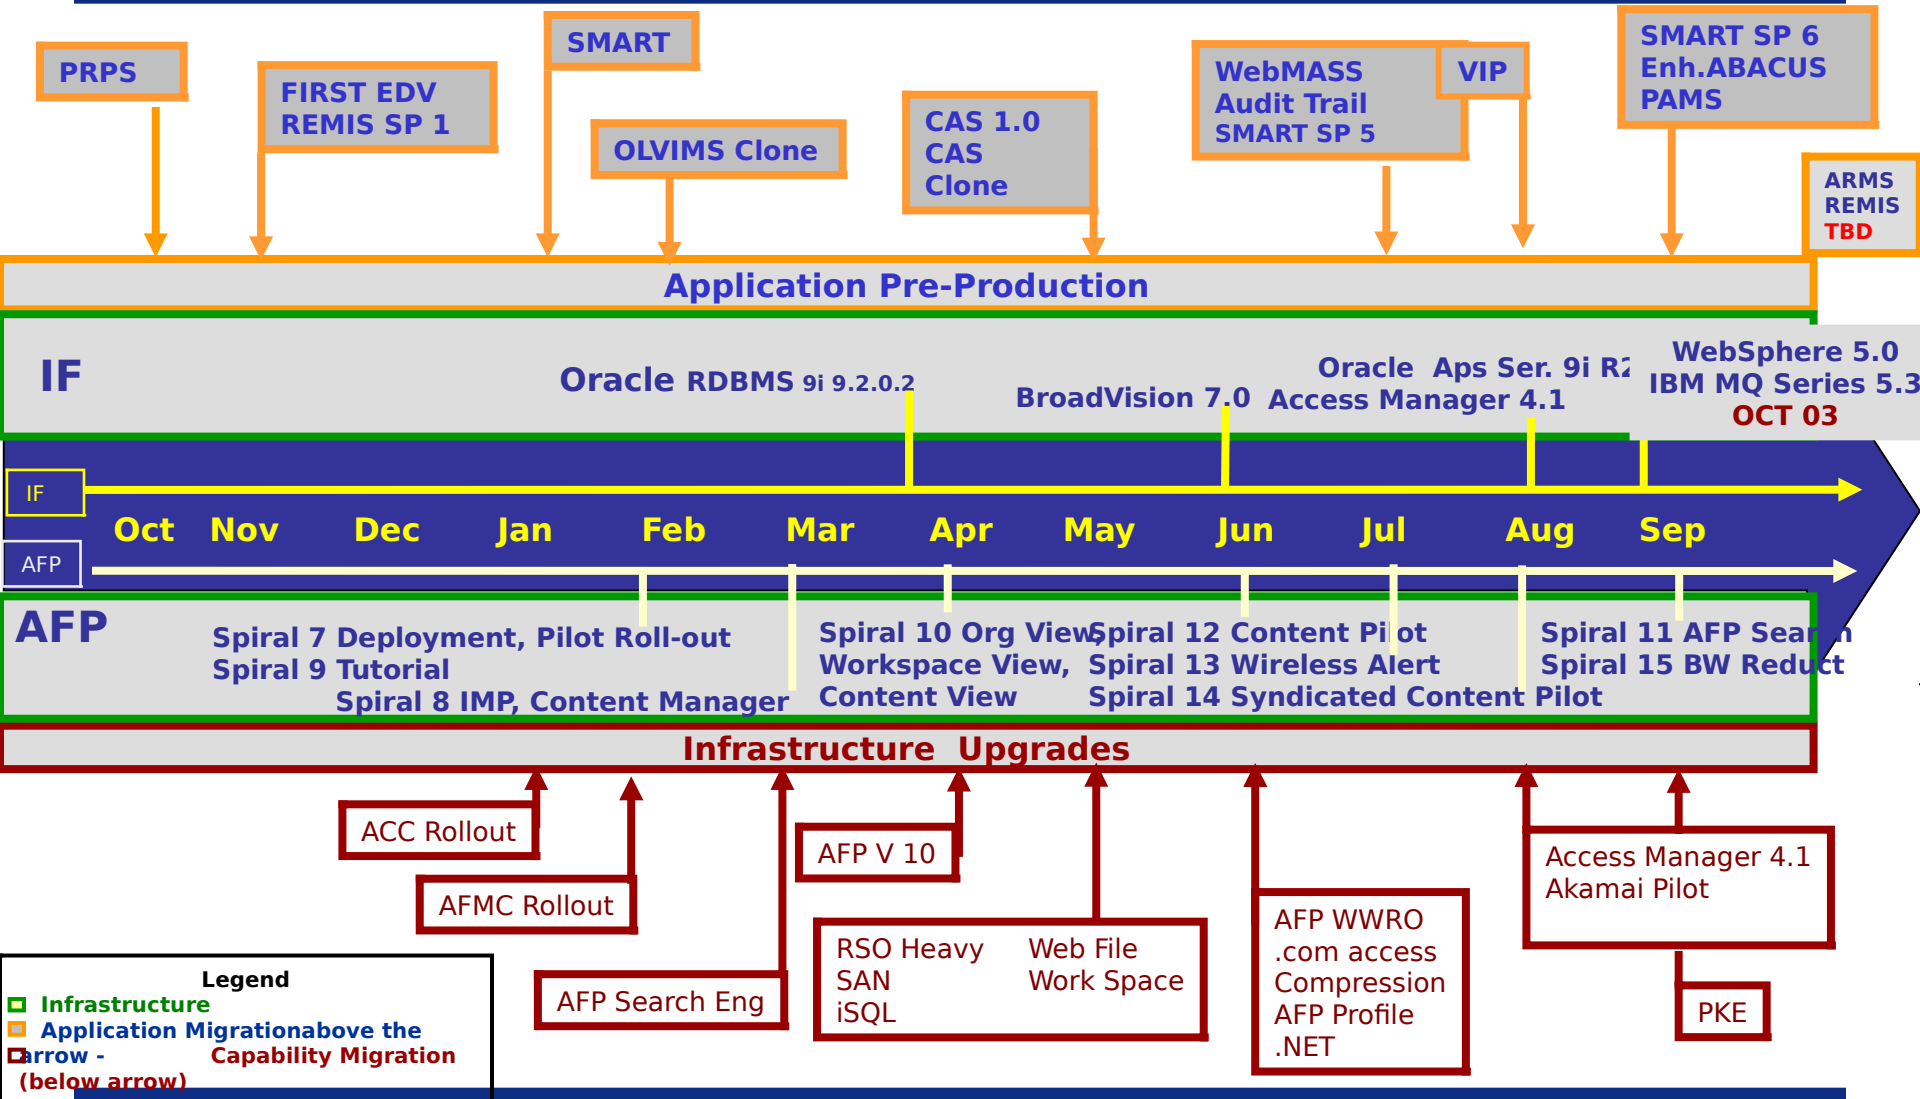 PRPS
FIRST EDV
REMIS SP 1
SMART
OLVIMS Clone
CAS 1.0
CAS
Clone
WebMASS
Audit Trail
SMART SP 5
VIP
SMART SP 6
Enh.ABACUS
PAMS
ARMS
REMIS
TBD
Application Pre-Production
IF
Oracle RDBMS 9i 9.2.0.2
BroadVision 7.0
Oracle  Aps Ser. 9i R2
Access Manager 4.1
WebSphere 5.0
IBM MQ Series 5.3
OCT 03
IF
Oct Nov Dec Jan Feb Mar Apr May Jun Jul Aug Sep
AFP
AFP
Spiral 7 Deployment, Pilot Roll-out
Spiral 9 Tutorial
Spiral 8 IMP, Content Manager
Spiral 10 Org View,
Workspace View,
Content View
Spiral 12 Content Pilot
Spiral 13 Wireless Alert
Spiral 14 Syndicated Content Pilot
Spiral 11 AFP Search
Spiral 15 BW Reduct
Infrastructure  Upgrades
ACC Rollout
AFMC Rollout
AFP Search Eng
AFP V 10
RSO Heavy
SAN
iSQL
Web File
Work Space
AFP WWRO
.com access
Compression
AFP Profile
.NET
Access Manager 4.1
Akamai Pilot
PKE
Legend
Infrastructure
Application Migrationabove the
arrow - Capability Migration
(below arrow)